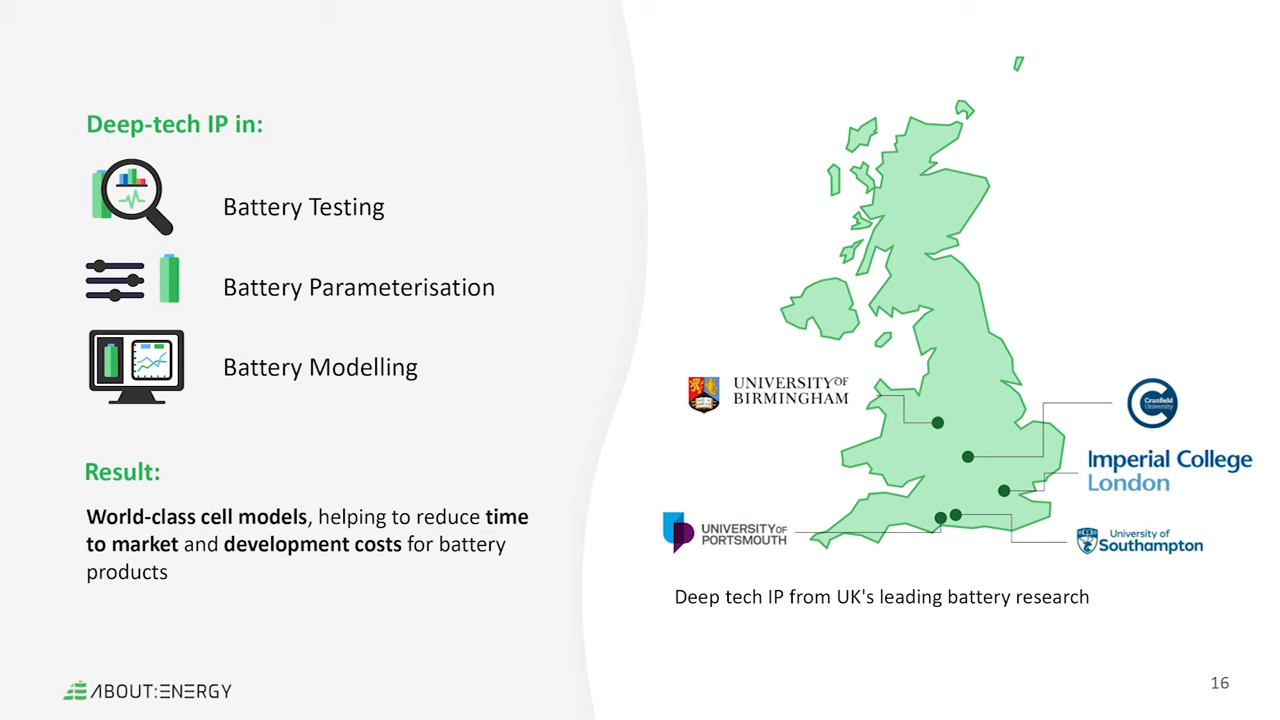 Deep-tech IP in:
Battery Testing
Battery Parameterisation
Battery Modelling
Result:
World-class cell models, helping to reduce time
to market and development costs for battery
products
UNIVERSITY OF
BIRMINGHAM
Cranfield
University
Imperial College
London
UNIVERSITY OF
PORTSMOUTH
University of
Southampton
Deep tech IP from UK's leading battery research
ABOUT:ENERGY
16